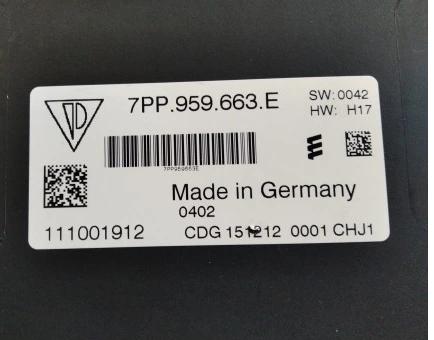 7PP.959.663.E
SW:0042
HW: H17
7PP959663E
Made in Germany
0402
111001912
CDG 151212 0001 CHJ1